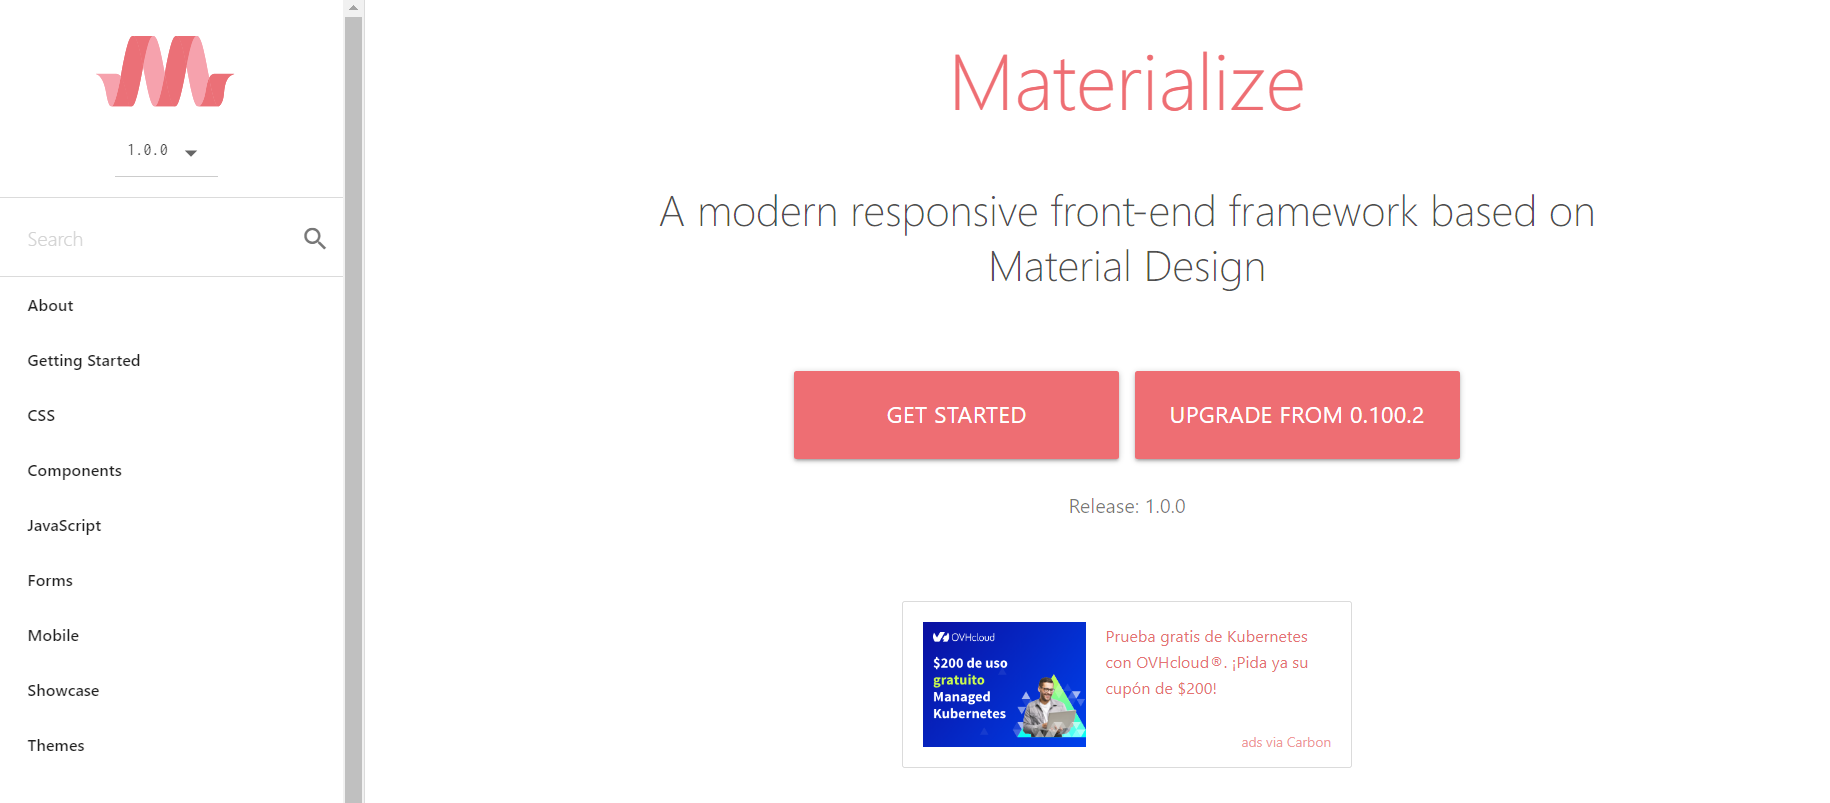 1.0.0
Search
About
Getting Started
CSS
Components
JavaScript
Forms
Mobile
Showcase
Themes
Materialize
A modern responsive front-end framework based on
Material Design
GET STARTED
UPGRADE FROM 0.100.2
Release: 1.0.0
OVHcloud
$200 de uso
gratuito
Managed
Kubernetes
Prueba gratis de Kubernetes
con OVHcloud®. ¡Pida ya su
cupón de $200!
ads via Carbon